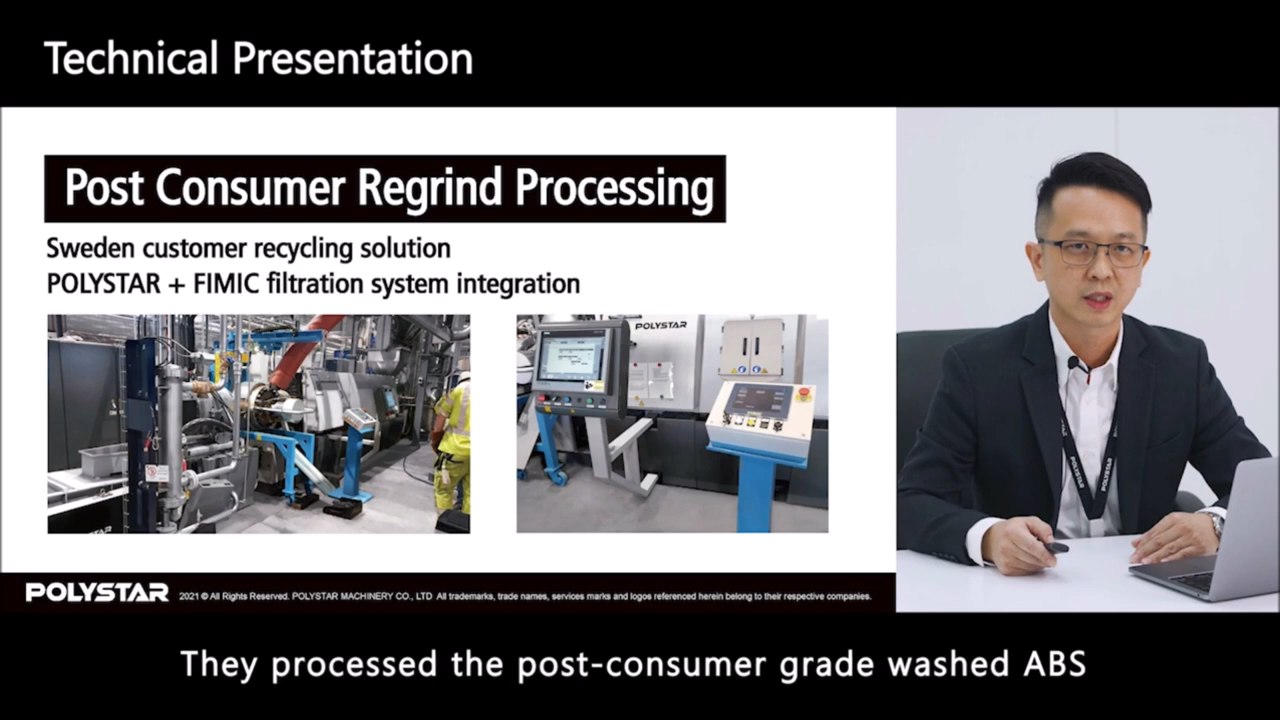 Technical Presentation
Post Consumer Regrind Processing
Sweden customer recycling solution
POLYSTAR + FIMIC filtration system integration
POLYSTAR
POLYSTAR 2021 © All Rights Reserved. POLYSTAR MACHINERY CO., LTD All trademarks, trade names, services marks and logos referenced herein belong to their respective companies.
POLYSTAR
POLYSTAR
They processed the post-consumer grade washed ABS